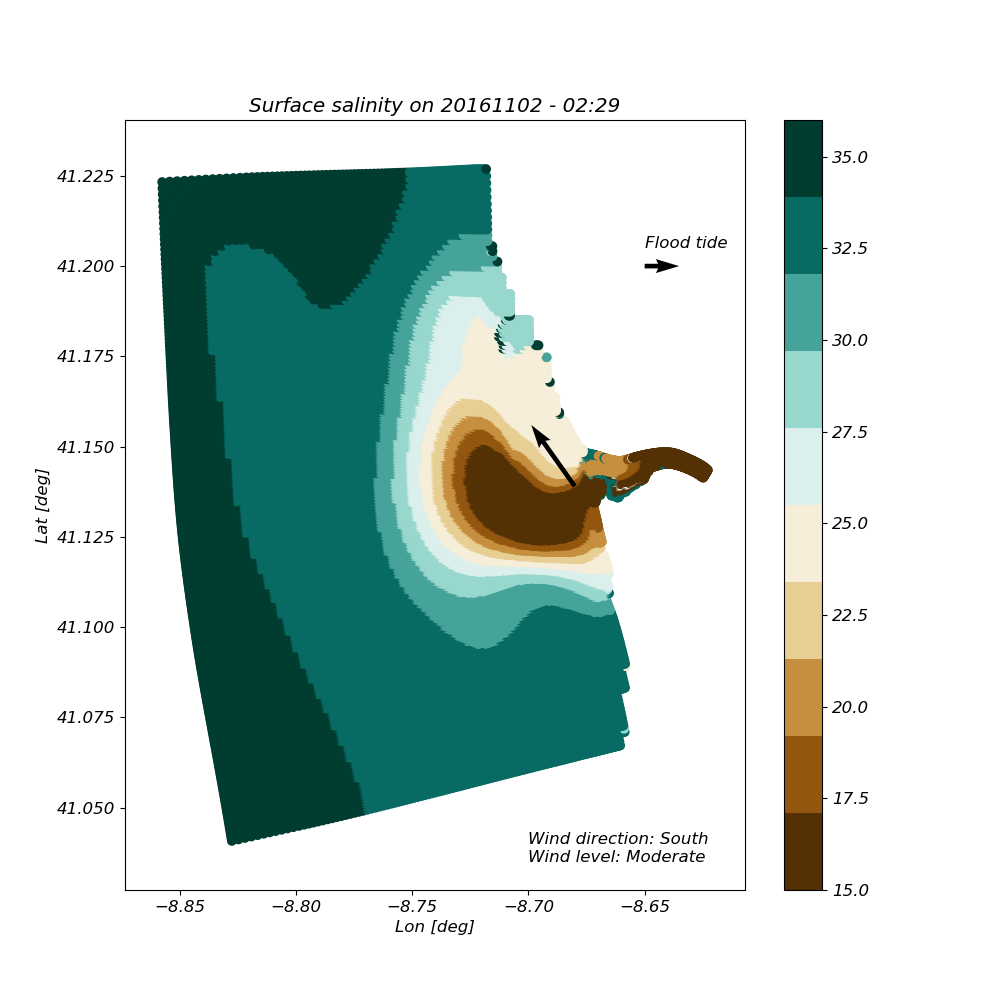 Surface salinity on 20161102 - 02:29
41.225
41.200
41.175
41.150
41.125
41.100
41.075
41.050
Lat [deg]
Flood tide
Wind direction: South
Wind level: Moderate
−8.85 −8.80 −8.75 −8.70 −8.65
Lon [deg]
35.0
32.5
30.0
27.5
25.0
22.5
20.0
17.5
15.0